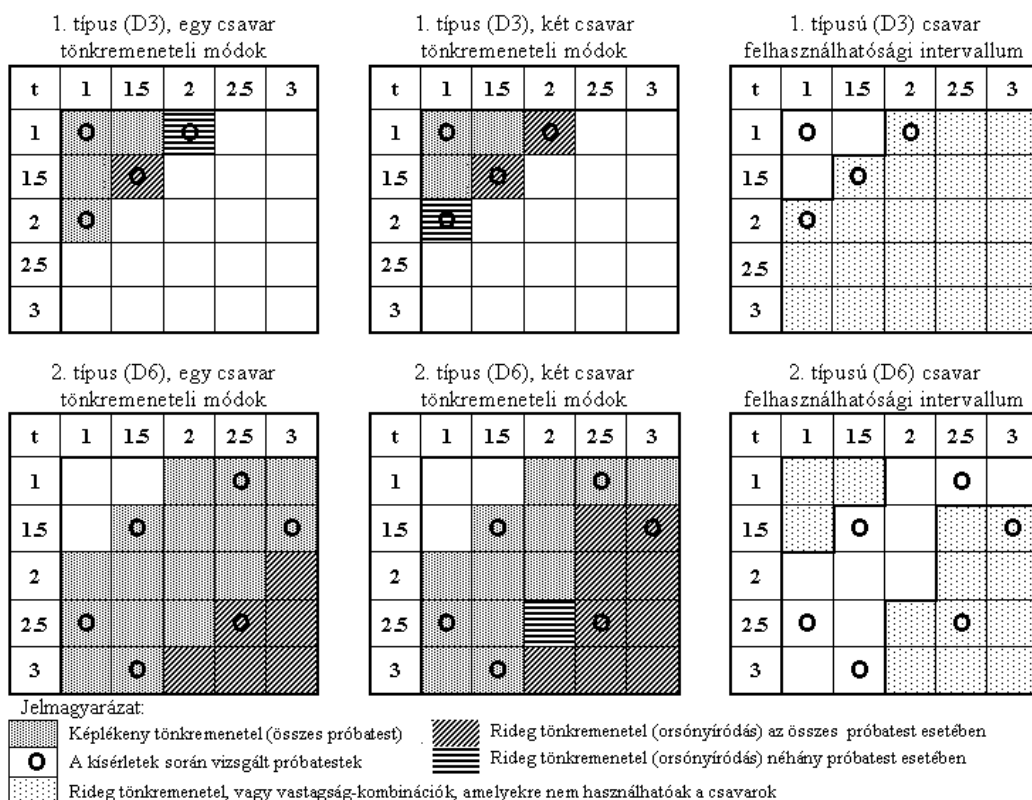 1. típus (D3), egy csavar
tönkremeneteli módok
t 1 1.5 2 2.5 3
1 O O
1.5 O
2 O
2.5
3
1. típus (D3), két csavar
tönkremeneteli módok
t 1 1.5 2 2.5 3
1 O O
1.5 O
2 O
2.5
3
1. típusú (D3) csavar
felhasználhatósági intervallum
t 1 1.5 2 2.5 3
1 O O
1.5 O
2 O
2.5
3
2. típus (D6), egy csavar
tönkremeneteli módok
t 1 1.5 2 2.5 3
1 O
1.5 O O
2
2.5 O O
3 O
2. típus (D6), két csavar
tönkremeneteli módok
t 1 1.5 2 2.5 3
1 O
1.5 O O
2
2.5 O O
3 O
2. típusú (D6) csavar
felhasználhatósági intervallum
t 1 1.5 2 2.5 3
1 O
1.5 O O
2
2.5 O O
3 O
Jelmagyarázat:
Képlékeny tönkremenetel (összes próbatest)
O A kísérletek során vizsgált próbatestek
Rideg tönkremenetel, vagy vastagság-kombinációk, amelyekre nem használhatóak a csavarok
Rideg tönkremenetel (orsónyíródás) az összes próbatest esetében
Rideg tönkremenetel (orsónyíródás) néhány próbatest esetében